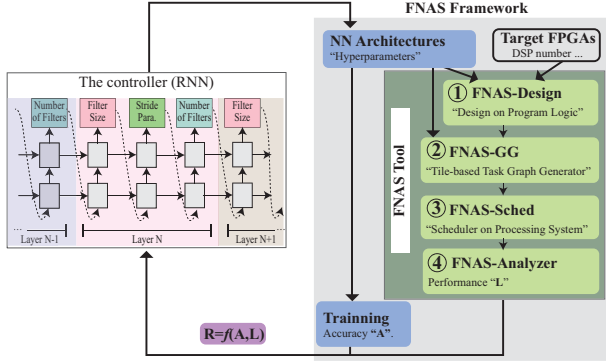 FNAS Framework
NN Architectures
“Hyperparameters”
Target FPGAs
DSP number ...
The controller (RNN)
Number
of Filters
Filter
Size
Stride
Para.
Number
of Filters
Filter
Size
...
...
Layer N-1
Layer N
Layer N+1
FNAS Tool
1 FNAS-Design
“Design on Program Logic”
2 FNAS-GG
“Tile-based Task Graph Generator”
3 FNAS-Sched
“Scheduler on Processing System”
4 FNAS-Analyzer
Performance “L”
Trainning
Accuracy “A”.
R=f(A,L)